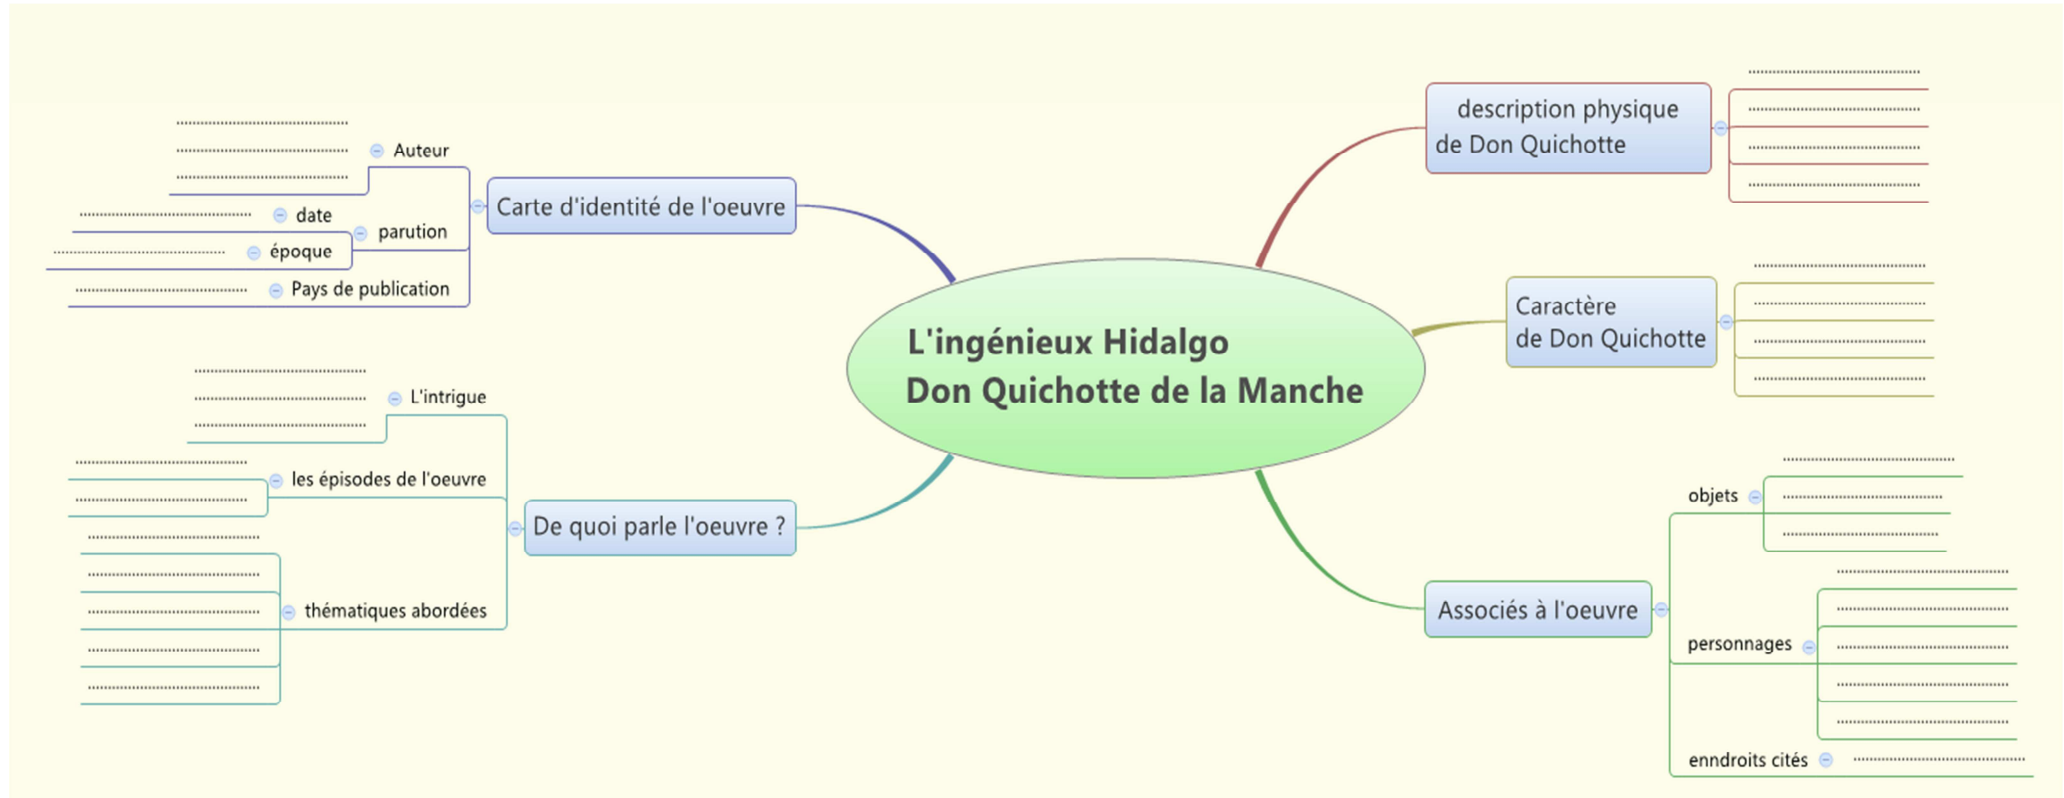 L'ingénieux Hidalgo
Don Quichotte de la Manche
Carte d'identité de l'oeuvre
Auteur
parution
date
époque
Pays de publication
De quoi parle l'oeuvre ?
L'intrigue
les épisodes de l'oeuvre
thématiques abordées
description physique
de Don Quichotte
Caractère
de Don Quichotte
Associés à l'oeuvre
objets
personnages
enndroits cités